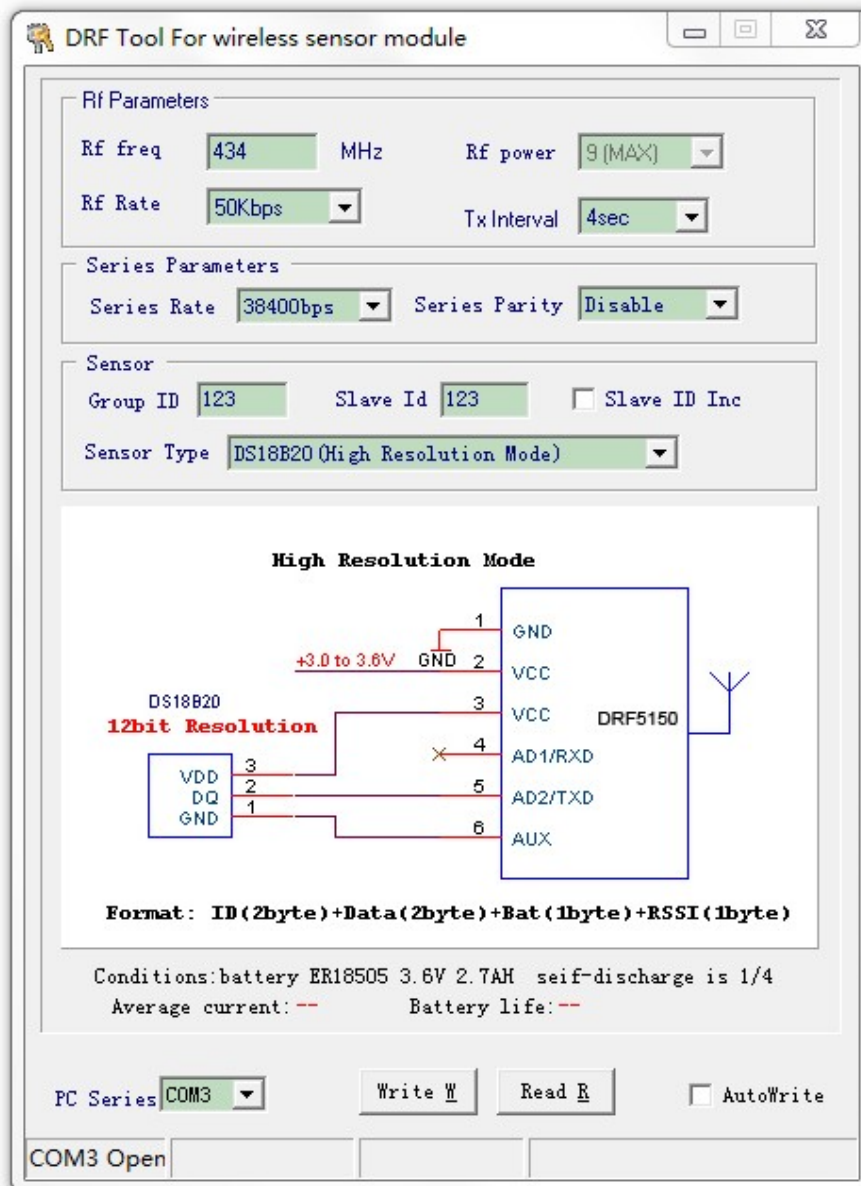 DRF Tool For wireless sensor module
Rf Parameters
Rf freq 434 MHz Rf power 9(MAX)
Rf Rate 50Kbps Tx Interval 4sec
Series Parameters
Series Rate 38400bps Series Parity Disable
Sensor
Group ID 123 Slave Id 123 Slave ID Inc
Sensor Type DS18B20(High Resolution Mode)
High Resolution Mode
1 GND
+3.0 to 3.6V GND 2 VCC
DS18B20 3 VCC DRF5150
12bit Resolution
4 AD1/RXD
VDD 3
DQ 2 5 AD2/TXD
GND 1
6 AUX
Format: ID(2byte)+Data(2byte)+Bat(1byte)+RSSI(1byte)
Conditions:battery ER18505 3.6V 2.7AH seif-discharge is 1/4
Average current:-- Battery life:--
PC Series COM3 Write W Read R AutoWrite
COM3 Open